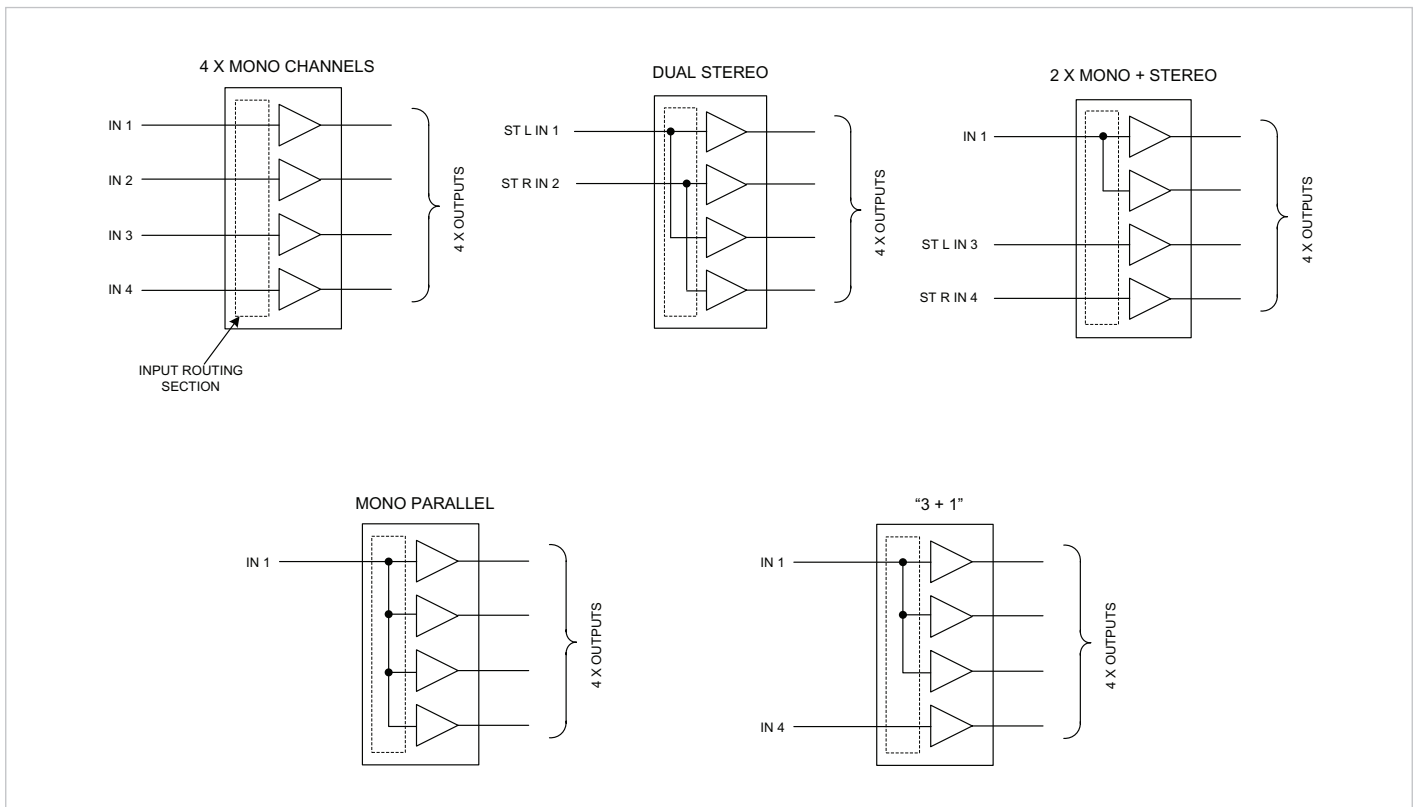 4 X MONO CHANNELS
IN 1
IN 2
IN 3
IN 4
4 X OUTPUTS
INPUT ROUTING
SECTION
DUAL STEREO
ST L IN 1
ST R IN 2
4 X OUTPUTS
2 X MONO + STEREO
IN 1
ST L IN 3
ST R IN 4
4 X OUTPUTS
MONO PARALLEL
IN 1
4 X OUTPUTS
“3 + 1”
IN 1
IN 4
4 X OUTPUTS